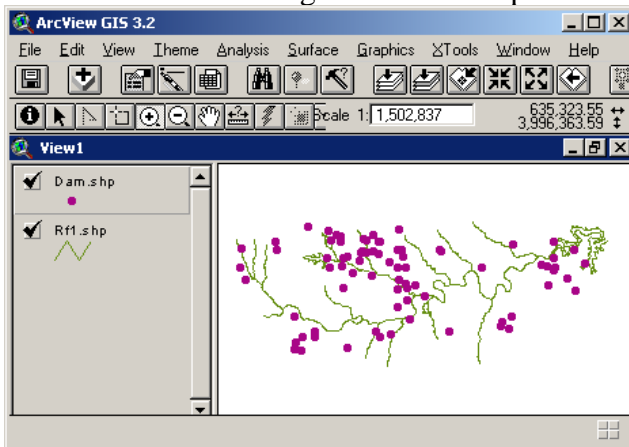 ArcView GIS 3.2
File Edit View Theme Analysis Surface Graphics XTools Window Help
Scale 1: 1,502,837
635,323.55
3,996,363.59
View1
Dam.shp
Rf1.shp